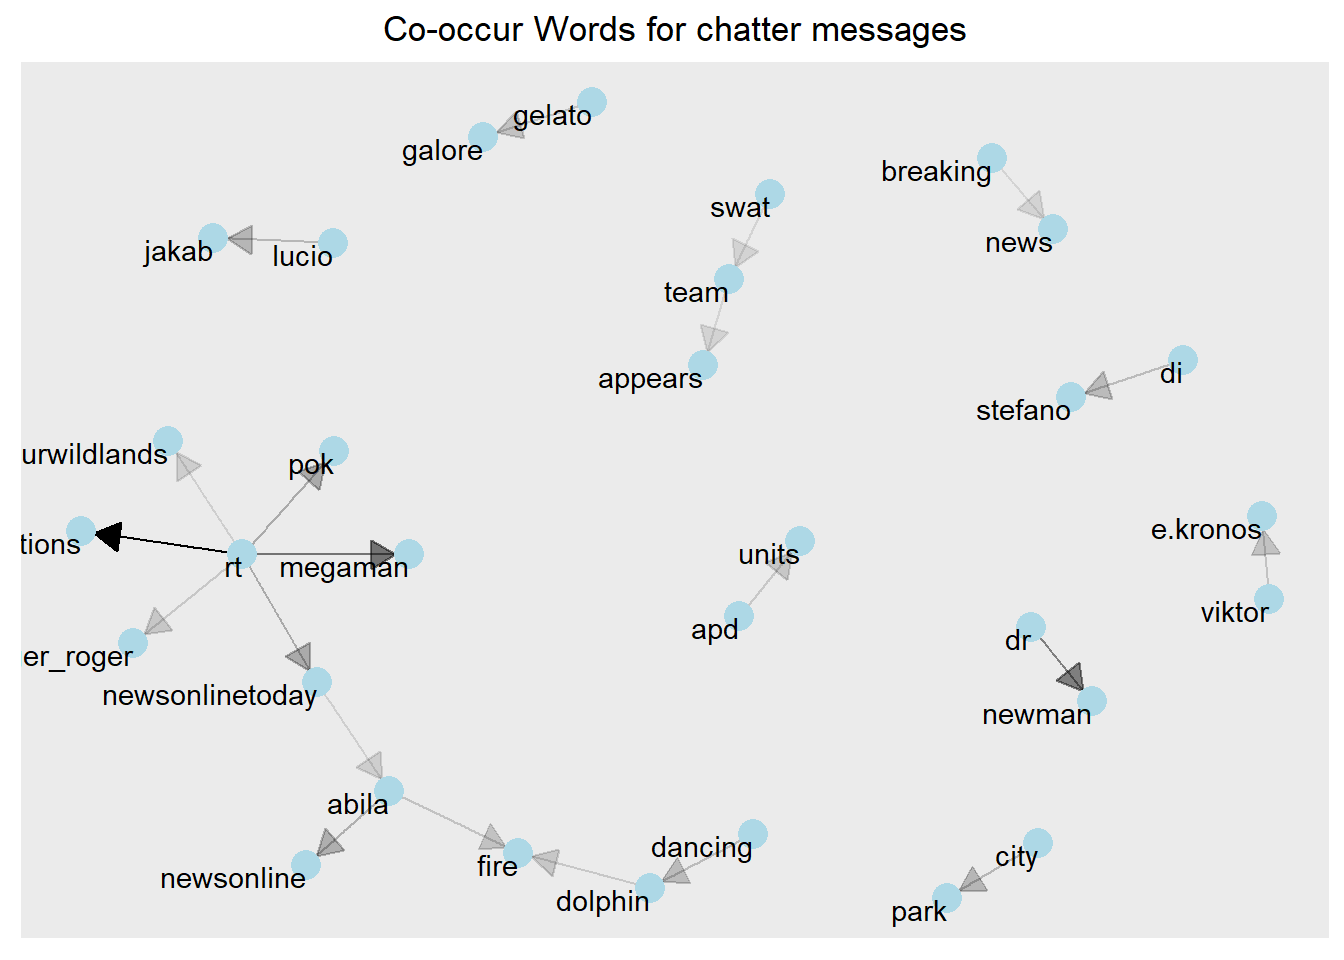 Co-occur Words for chatter messages
gelato
galore
breaking
swat
news
jakab
lucio
team
appears
di
stefano
urwildlands
pok
e.kronos
tions
units
rt
megaman
viktor
apd
dr
er_roger
newsonlinetoday
newman
abila
dancing
city
fire
newsonline
dolphin
park